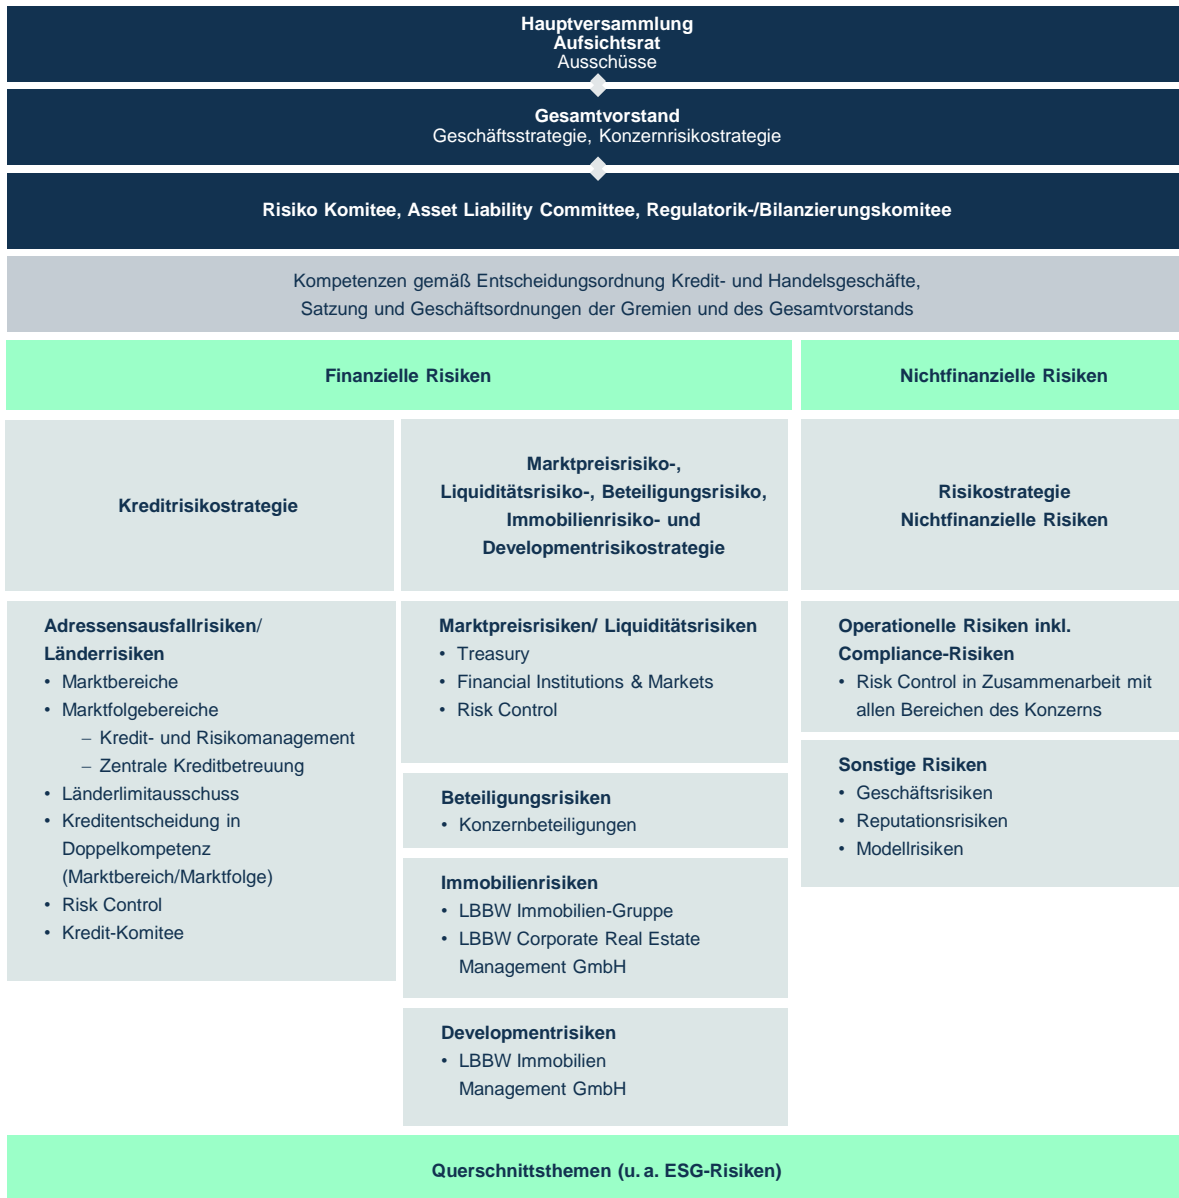 Hauptversammlung
Aufsichtsrat
Ausschüsse
Gesamtvorstand
Geschäftsstrategie, Konzernrisikostrategie
Risiko Komitee, Asset Liability Committee, Regulatorik-/Bilanzierungskomitee
Kompetenzen gemäß Entscheidungsordnung Kredit- und Handelsgeschäfte,
Satzung und Geschäftsordnungen der Gremien und des Gesamtvorstands
Finanzielle Risiken
Nichtfinanzielle Risiken
Kreditrisikostrategie
Marktpreisrisiko-,
Liquiditätsrisiko-, Beteiligungsrisiko,
Immobilienrisiko- und
Developmentrisikostrategie
Risikostrategie
Nichtfinanzielle Risiken
Adressensausfallrisiken/
Länderrisiken
• Marktbereiche
• Marktfolgebereiche
– Kredit- und Risikomanagement
– Zentrale Kreditbetreuung
• Länderlimitausschuss
• Kreditentscheidung in
Doppelkompetenz
(Marktbereich/Marktfolge)
• Risk Control
• Kredit-Komitee
Marktpreisrisiken/ Liquiditätsrisiken
• Treasury
• Financial Institutions & Markets
• Risk Control
Beteiligungsrisiken
• Konzernbeteiligungen
Immobilienrisiken
• LBBW Immobilien-Gruppe
• LBBW Corporate Real Estate
Management GmbH
Developmentrisiken
• LBBW Immobilien
Management GmbH
Operationelle Risiken inkl.
Compliance-Risiken
• Risk Control in Zusammenarbeit mit
allen Bereichen des Konzerns
Sonstige Risiken
• Geschäftsrisiken
• Reputationsrisiken
• Modellrisiken
Querschnittsthemen (u. a. ESG-Risiken)